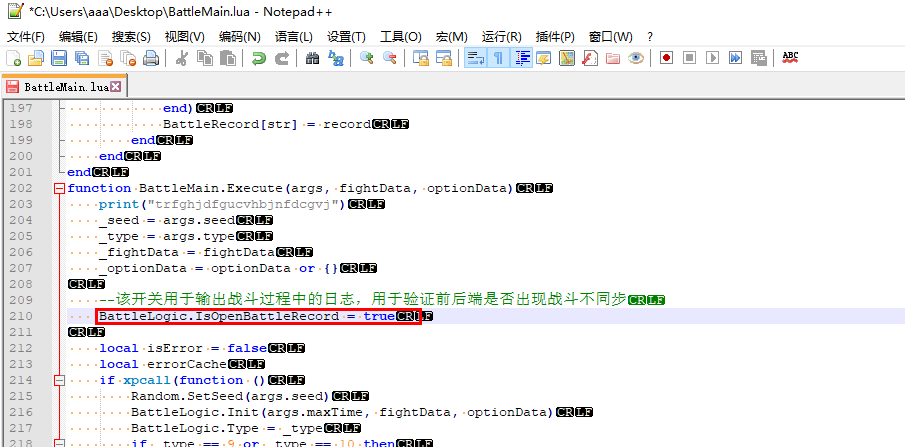 *C:\Users\aaa\Desktop\BattleMain.lua - Notepad++
文件(F) 编辑(E) 搜索(S) 视图(V) 编码(N) 语言(L) 设置(T) 工具(O) 宏(M) 运行(R) 插件(P) 窗口(W) ?
ABC
BattleMain.lua
197 end)CRLF
198 BattleRecord[str] = recordCRLF
199 endCRLF
200 endCRLF
201 endCRLF
202 function BattleMain.Execute(args, fightData, optionData)CRLF
203 print("trfghjdfgucvhbjnfdcgvj")CRLF
204 _seed = args.seedCRLF
205 _type = args.typeCRLF
206 _fightData = fightDataCRLF
207 _optionData = optionData or {}CRLF
208 CRLF
209 --该开关用于输出战斗过程中的日志，用于验证前后端是否出现战斗不同步CRLF
210 BattleLogic.IsOpenBattleRecord = trueCRLF
211 CRLF
212 local isError = falseCRLF
213 local errorCacheCRLF
214 if xpcall(function ()CRLF
215 Random.SetSeed(args.seed)CRLF
216 BattleLogic.Init(args.maxTime, fightData, optionData)CRLF
217 BattleLogic.Type = _typeCRLF
218 if _type == 9 or _type == 10 thenCRLF